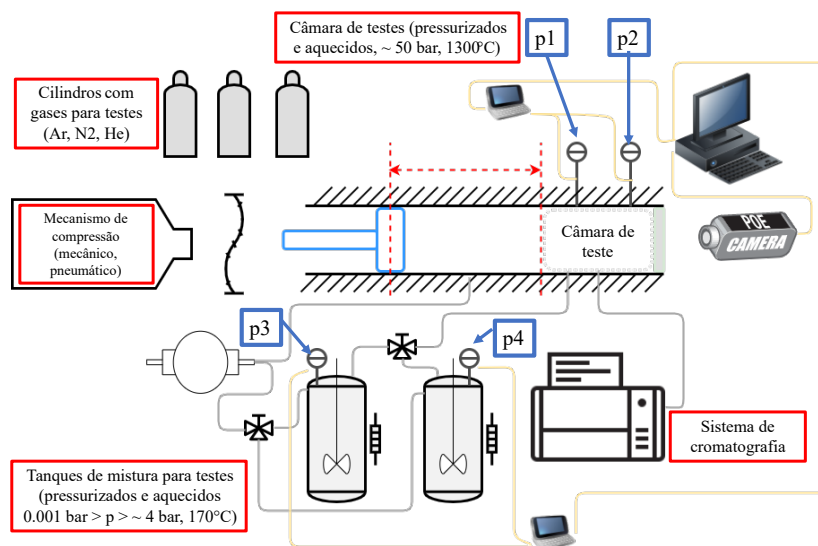 Câmara de testes (pressurizados
e aquecidos, ~ 50 bar, 1300°C)
p1
p2
Cilindros com
gases para testes
(Ar, N2, He)
Mecanismo de
compressão
(mecânico,
pneumático)
Câmara de
teste
POE
CAMERA
p3
p4
Sistema de
cromatografia
Tanques de mistura para testes
(pressurizados e aquecidos
0.001 bar > p > ~ 4 bar, 170°C)